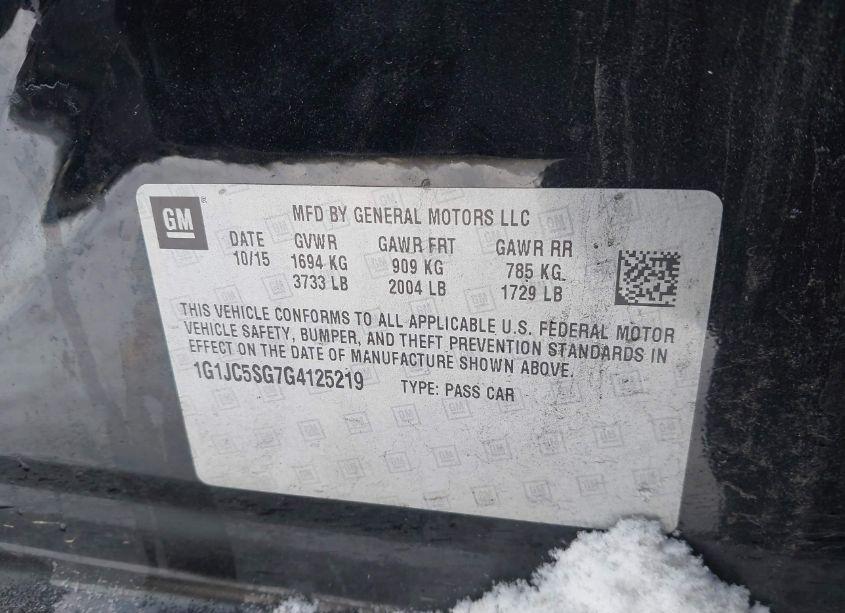 GM ®
MFD BY GENERAL MOTORS LLC
DATE GVWR GAWR FRT GAWR RR
10/15 1694 KG 909 KG 785 KG.
3733 LB 2004 LB 1729 LB
THIS VEHICLE CONFORMS TO ALL APPLICABLE U.S. FEDERAL MOTOR
VEHICLE SAFETY, BUMPER, AND THEFT PREVENTION STANDARDS IN
EFFECT ON THE DATE OF MANUFACTURE SHOWN ABOVE.
1G1JC5SG7G4125219 TYPE: PASS CAR